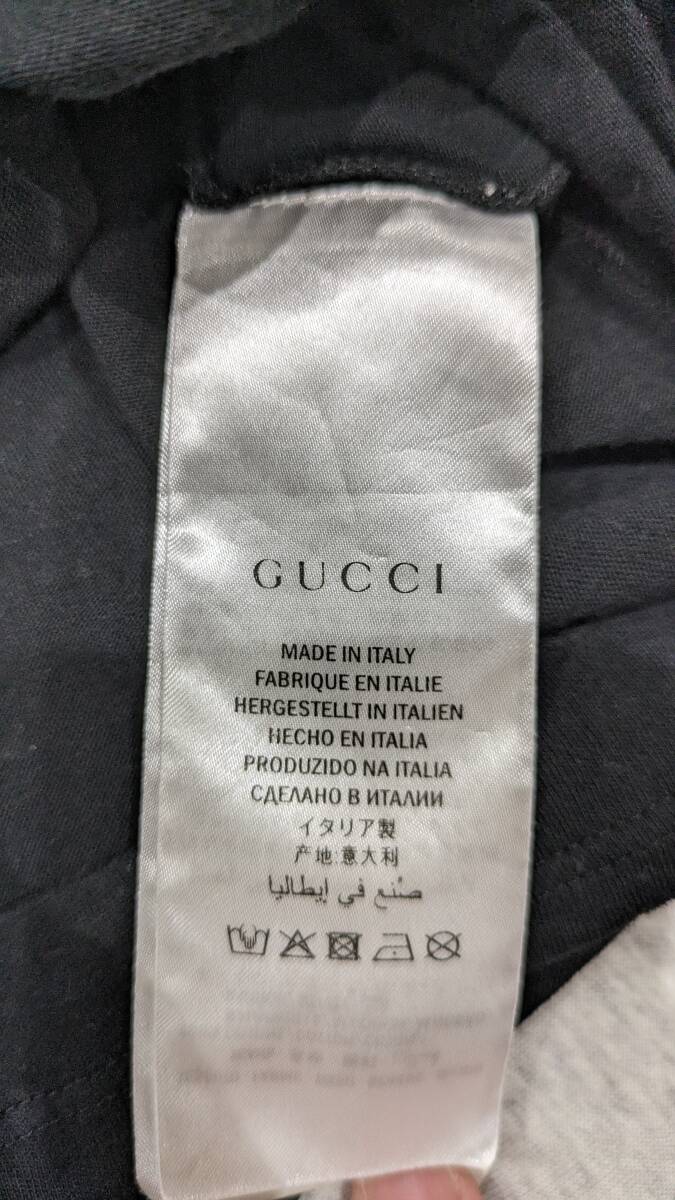 GUCCI
MADE IN ITALY
FABRIQUE EN ITALIE
HERGESTELLT IN ITALIEN
HECHO EN ITALIA
PRODUZIDO NA ITALIA
СДЕЛАНО В ИТАЛИИ
イタリア製
产地:意大利
صُنع في إيطاليا